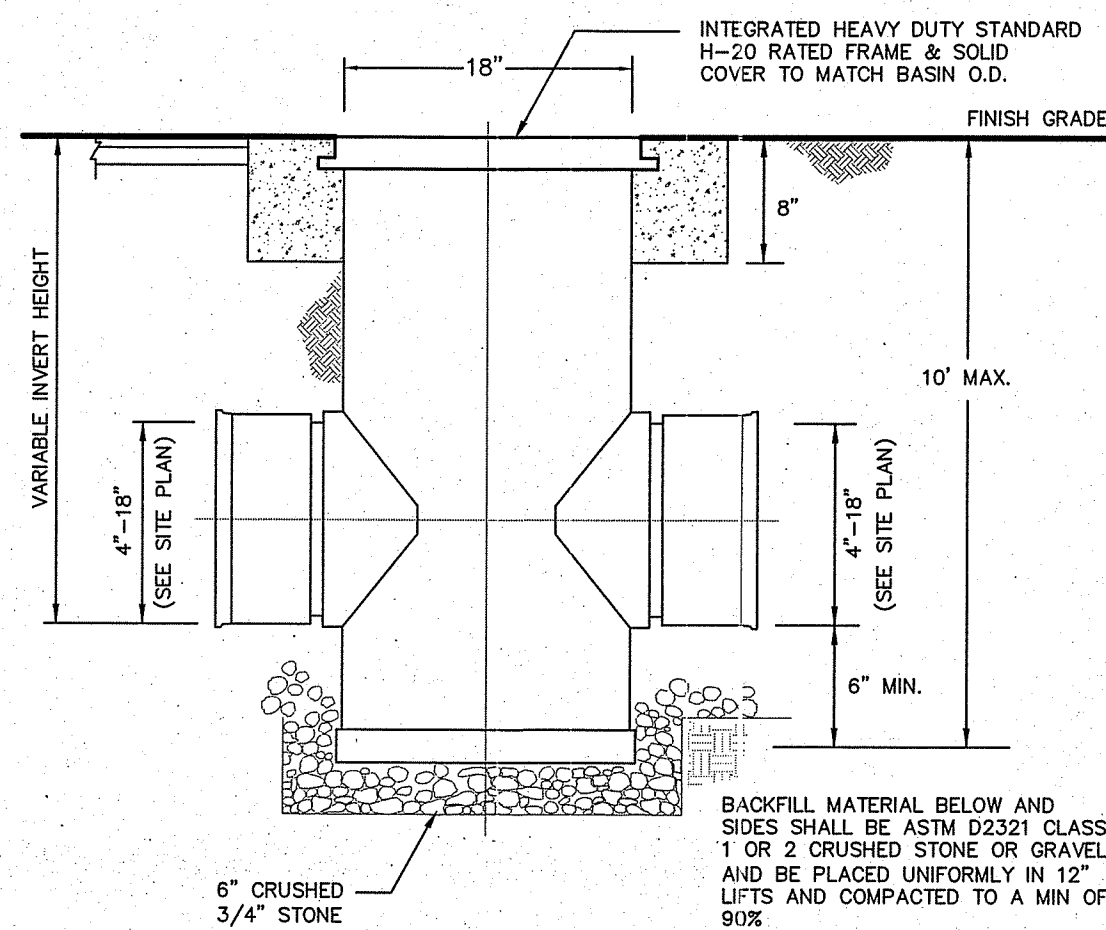 INTEGRATED HEAVY DUTY STANDARD
H-20 RATED FRAME & SOLID
COVER TO MATCH BASIN O.D.
18"
FINISH GRADE
8"
VARIABLE INVERT HEIGHT
10' MAX.
4"-18"
(SEE SITE PLAN)
4"-18"
(SEE SITE PLAN)
6" MIN.
BACKFILL MATERIAL BELOW AND
SIDES SHALL BE ASTM D2321 CLASS
1 OR 2 CRUSHED STONE OR GRAVEL
AND BE PLACED UNIFORMLY IN 12"
LIFTS AND COMPACTED TO A MIN OF
90%
6" CRUSHED
3/4" STONE